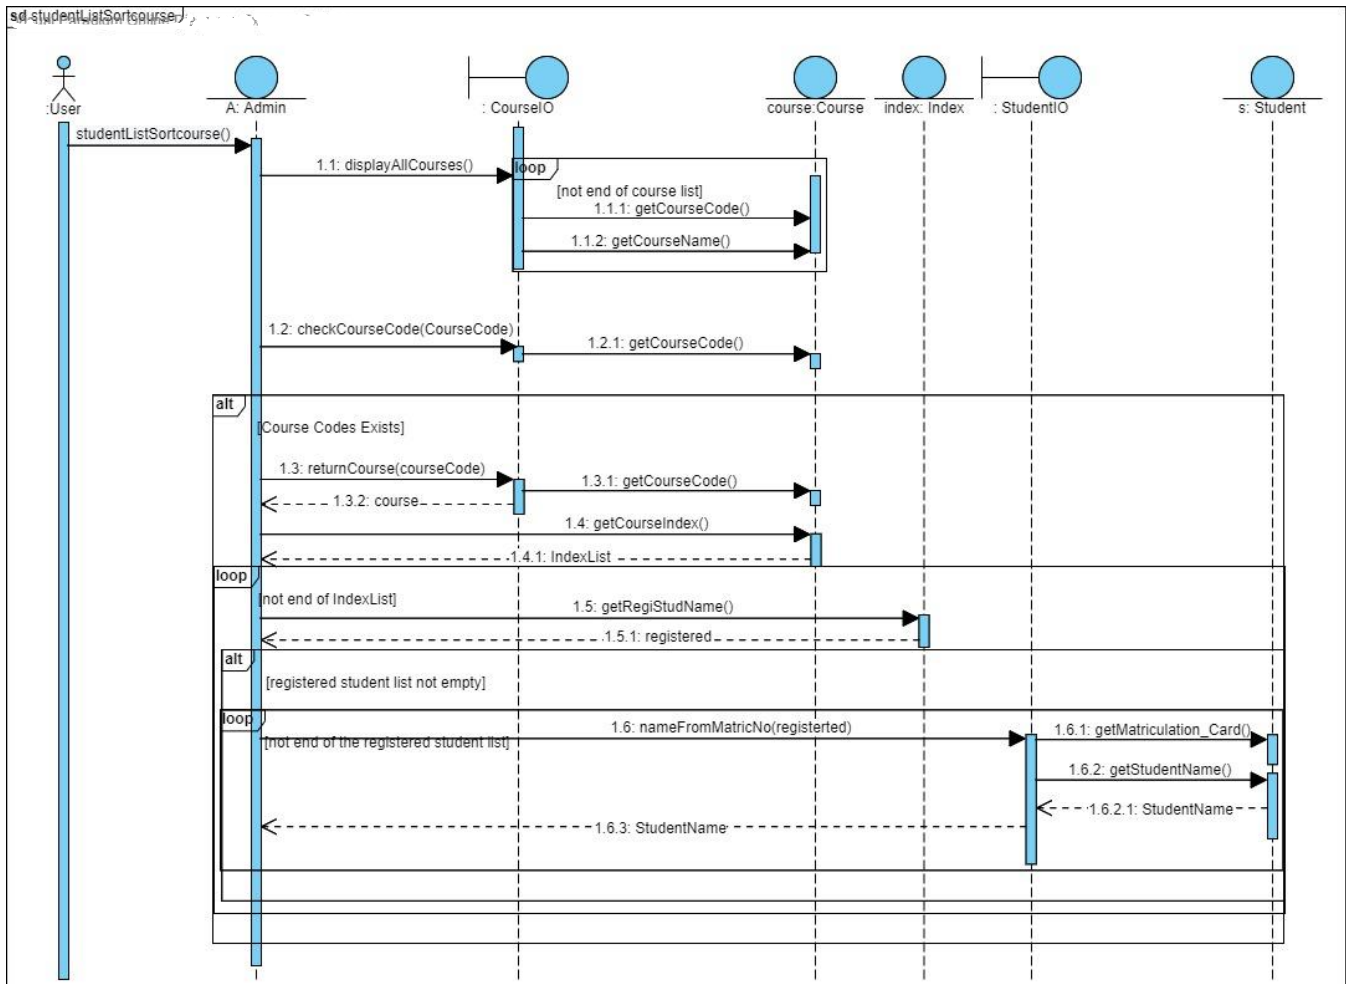 sd studentListSortcourse
:User
A: Admin
: CourseIO
course:Course
index: Index
: StudentIO
s: Student
studentListSortcourse()
1.1: displayAllCourses()
loop
[not end of course list]
1.1.1: getCourseCode()
1.1.2: getCourseName()
1.2: checkCourseCode(CourseCode)
1.2.1: getCourseCode()
alt
[Course Codes Exists]
1.3: returnCourse(courseCode)
1.3.1: getCourseCode()
1.3.2: course
1.4: getCourseIndex()
1.4.1: IndexList
loop
[not end of IndexList]
1.5: getRegiStudName()
1.5.1: registered
alt
[registered student list not empty]
loop
1.6: nameFromMatricNo(registerted)
[not end of the registered student list]
1.6.1: getMatriculation_Card()
1.6.2: getStudentName()
1.6.2.1: StudentName
1.6.3: StudentName